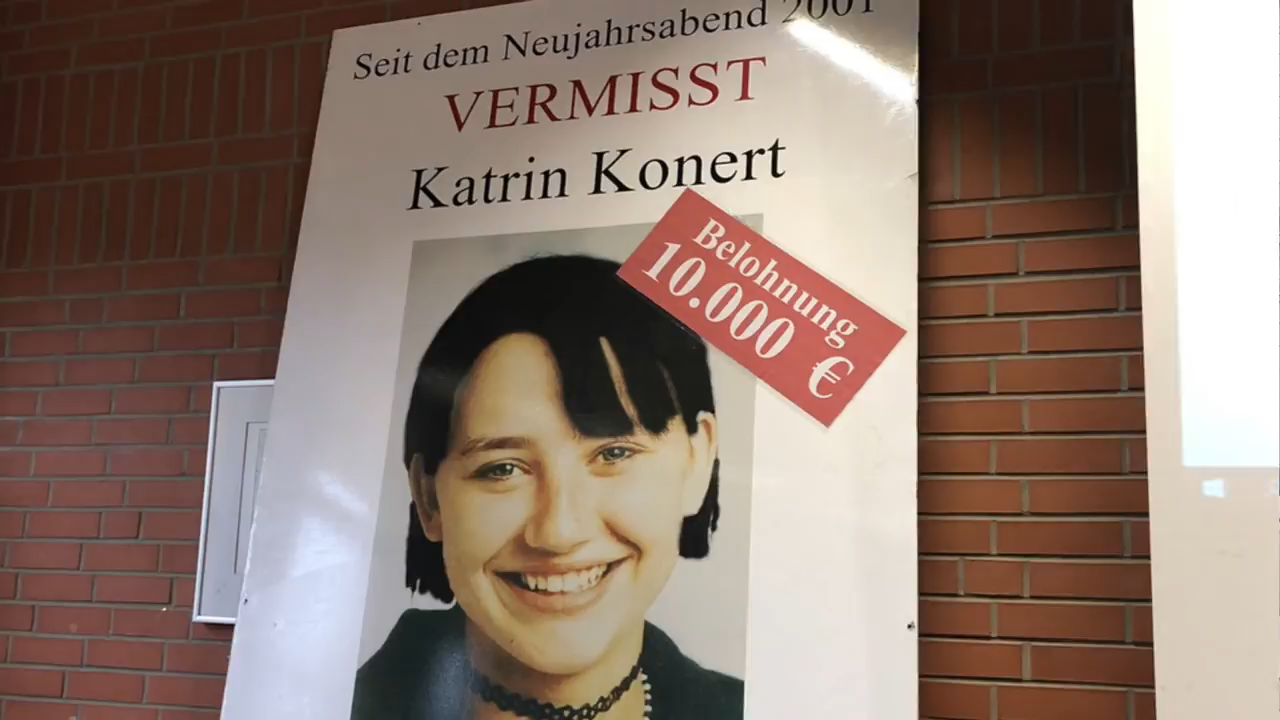 Seit dem Neujahrsabend 2001
VERMISST
Katrin Konert
Belohnung
10.000 €